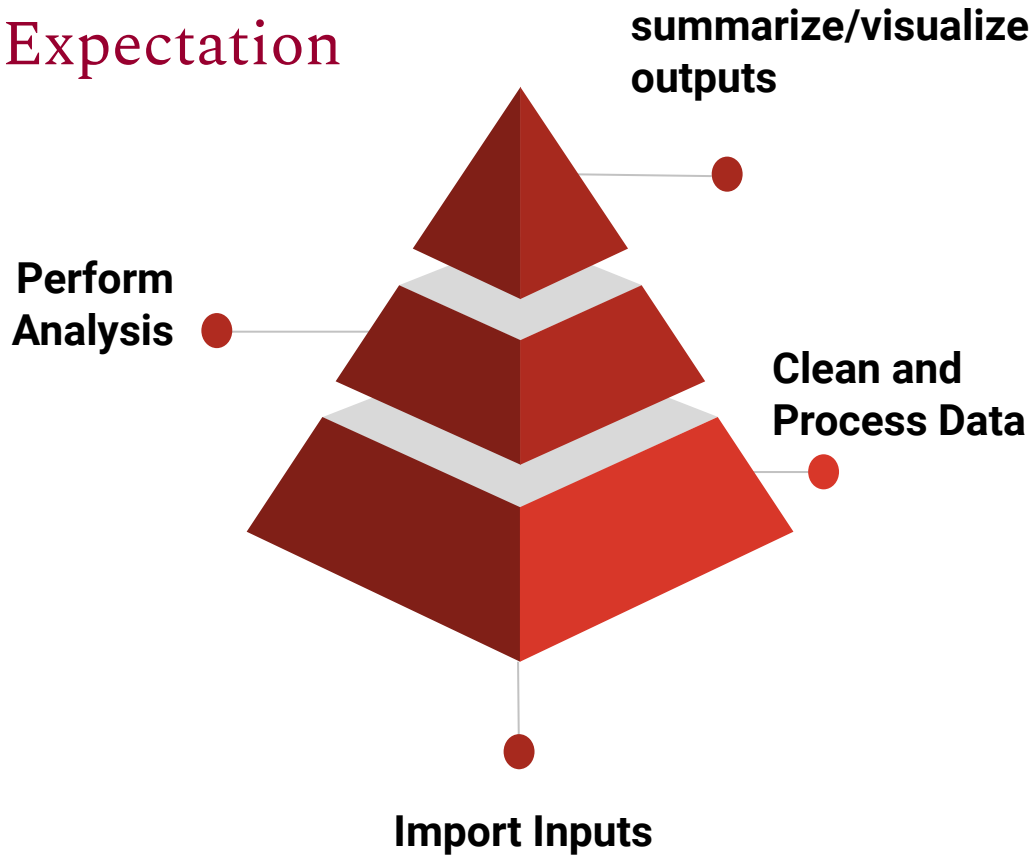 Expectation
summarize/visualize
outputs
Perform
Analysis
Clean and
Process Data
Import Inputs